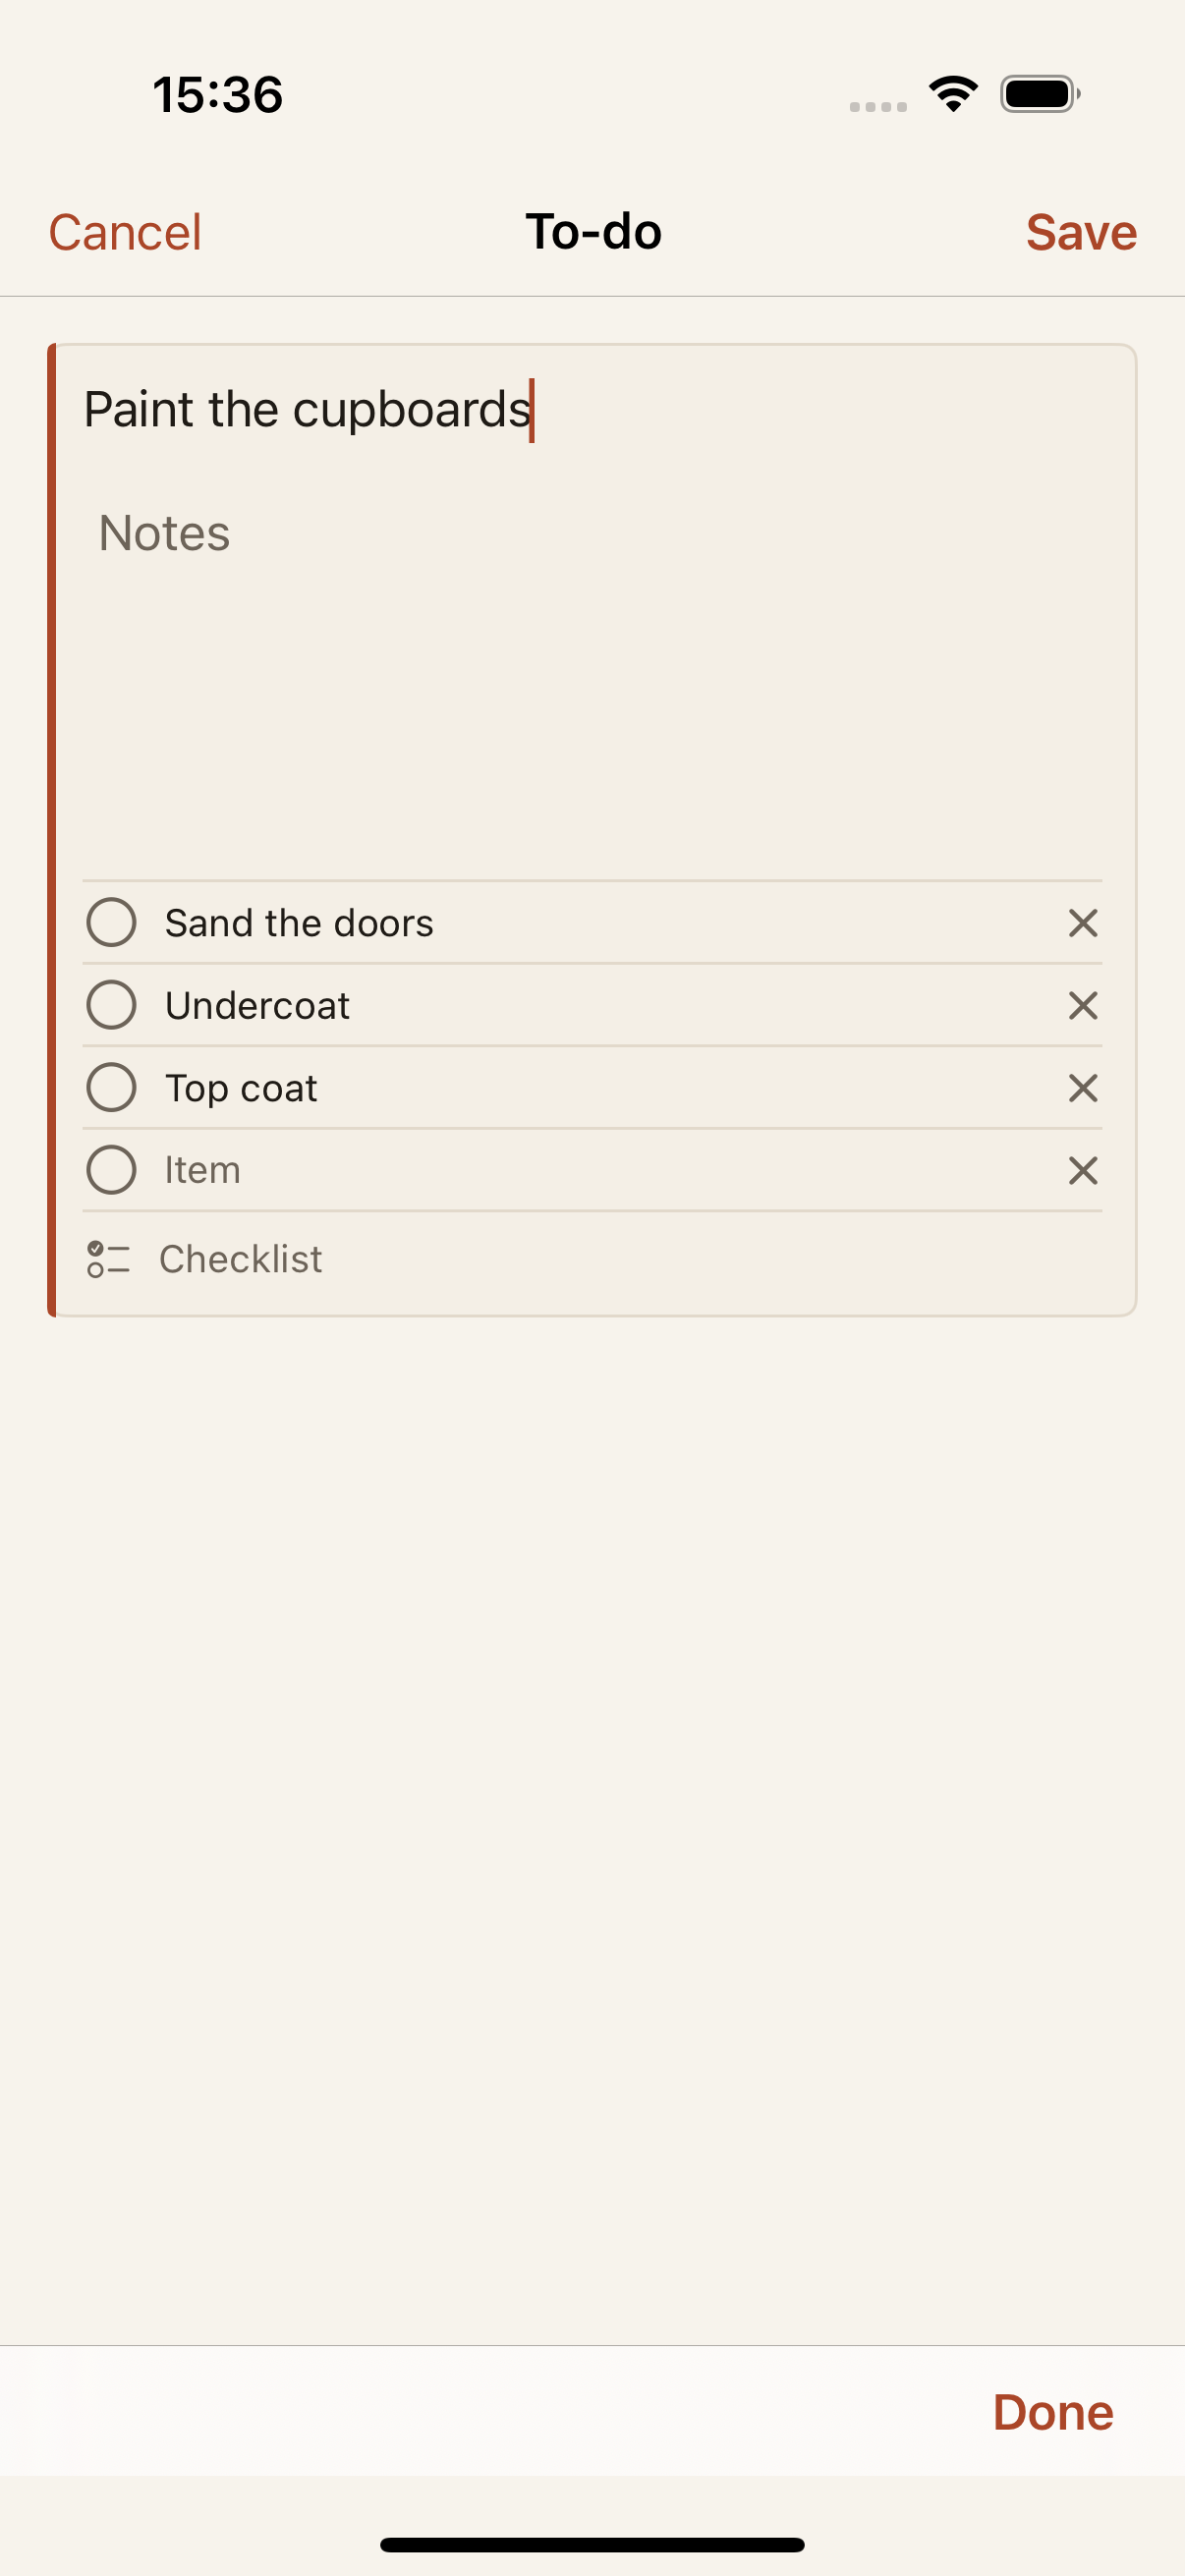 15:36
Cancel To-do Save
Paint the cupboards
Notes
Sand the doors
Undercoat
Top coat
Item
Checklist
Done